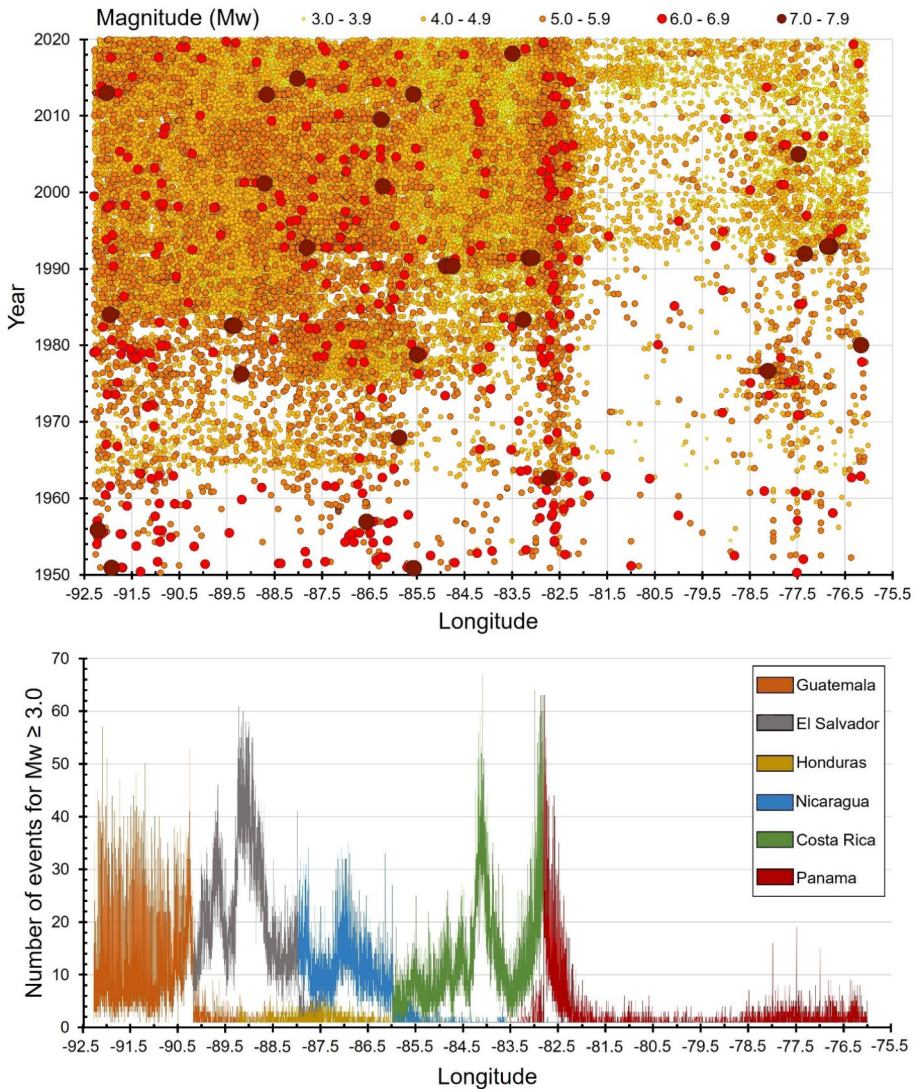 Magnitude (Mw) 3.0 - 3.9 4.0 - 4.9 5.0 - 5.9 6.0 - 6.9 7.0 - 7.9
2020
2010
2000
1990
1980
1970
1960
1950
Year
-92.5 -91.5 -90.5 -89.5 -88.5 -87.5 -86.5 -85.5 -84.5 -83.5 -82.5 -81.5 -80.5 -79.5 -78.5 -77.5 -76.5 -75.5
Longitude
70
60
50
40
30
20
10
0
Number of events for Mw ≥ 3.0
Guatemala
El Salvador
Honduras
Nicaragua
Costa Rica
Panama
-92.5 -91.5 -90.5 -89.5 -88.5 -87.5 -86.5 -85.5 -84.5 -83.5 -82.5 -81.5 -80.5 -79.5 -78.5 -77.5 -76.5 -75.5
Longitude